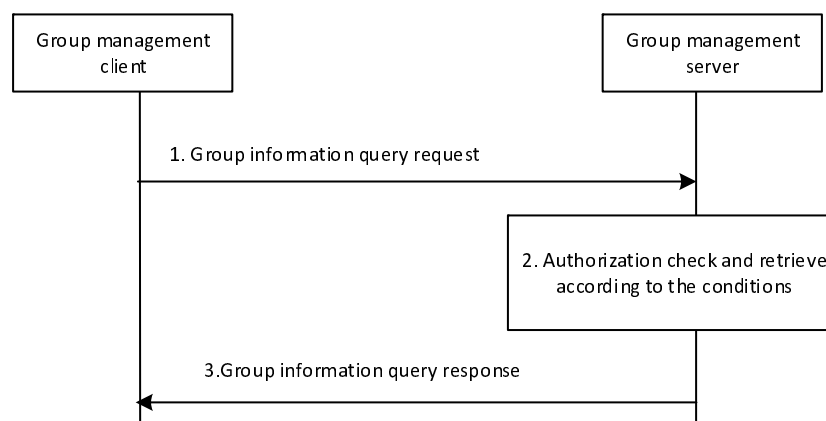 Group management
client
Group management
server
1. Group information query request
2. Authorization check and retrieve
according to the conditions
3.Group information query response